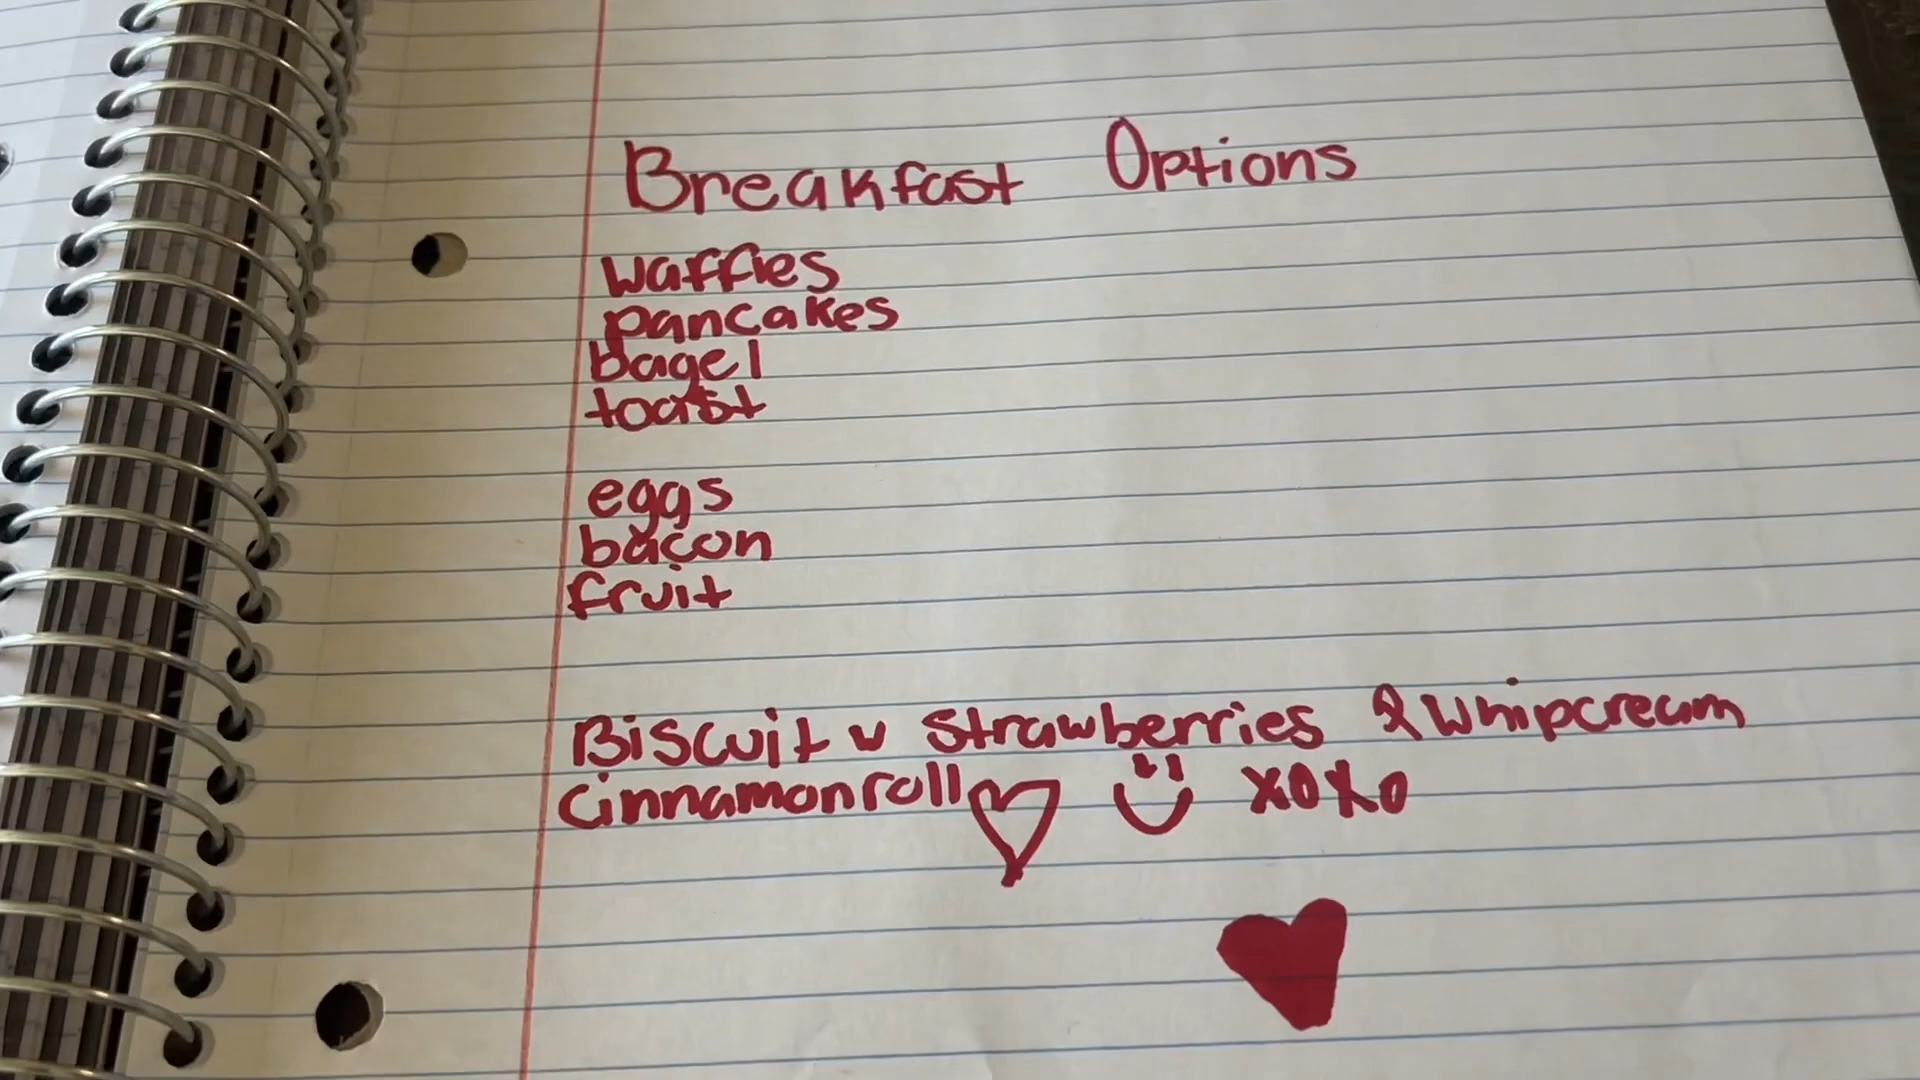 Breakfast Options
waffles
pancakes
bagel
toast
eggs
bacon
fruit
Biscuit w strawberries & whipcream
cinnamonroll xoxo